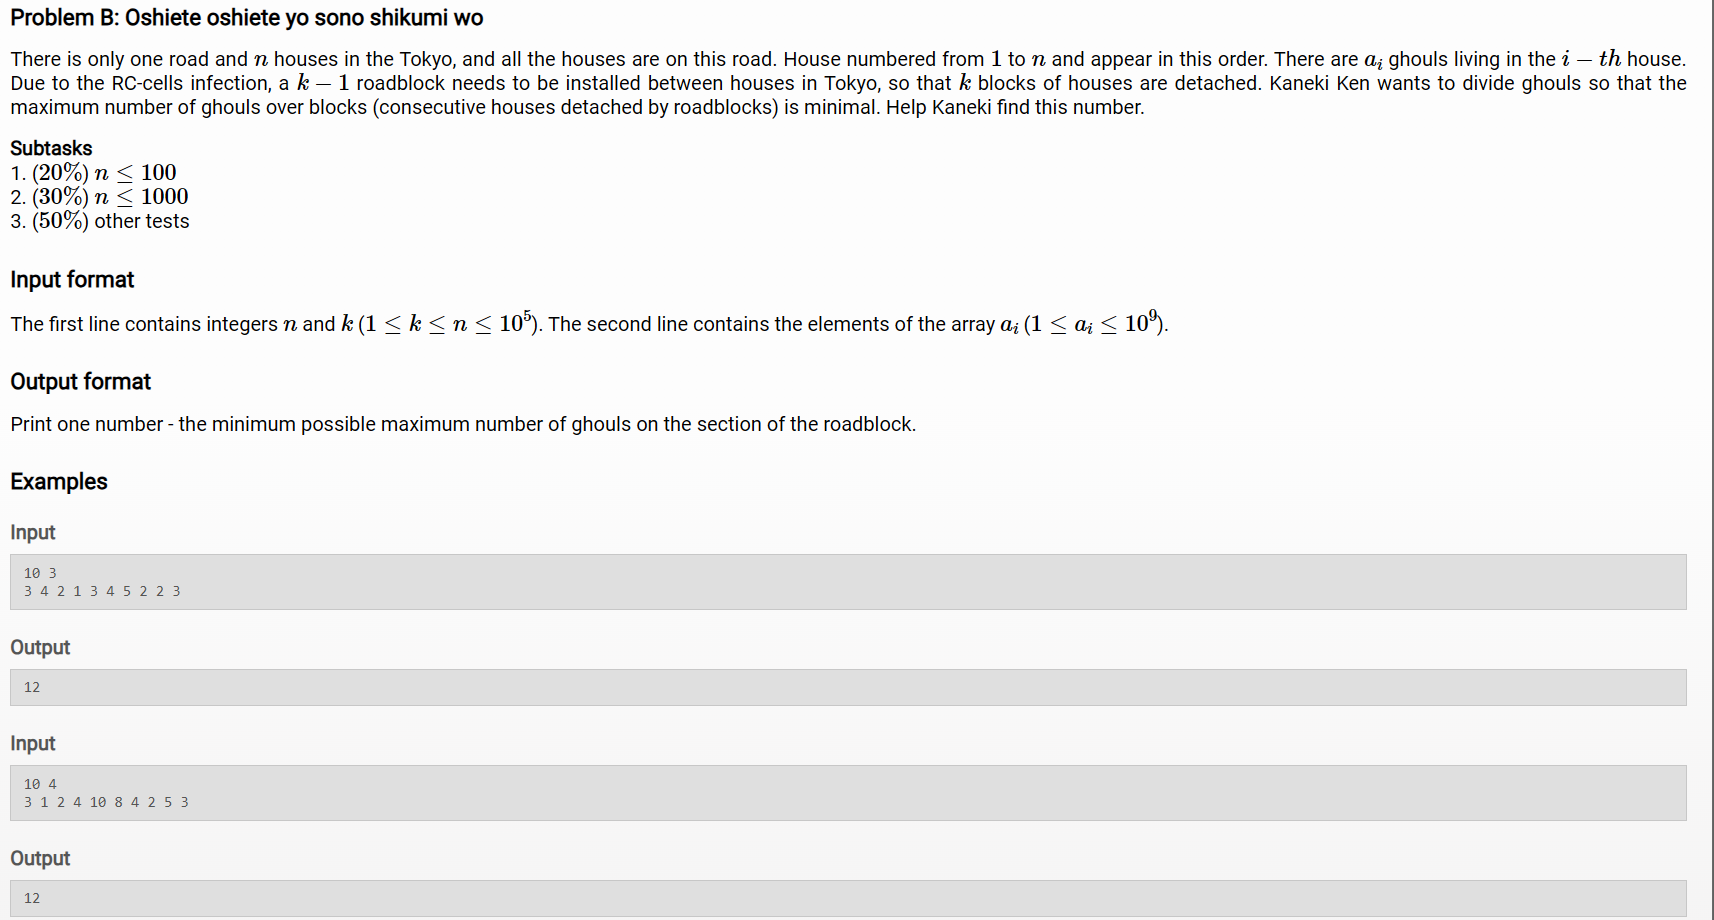 Problem B: Oshiete oshiete yo sono shikumi wo
There is only one road and n houses in the Tokyo, and all the houses are on this road. House numbered from 1 to n and appear in this order. There are a_i ghouls living in the i − th house.
Due to the RC-cells infection, a k − 1 roadblock needs to be installed between houses in Tokyo, so that k blocks of houses are detached. Kaneki Ken wants to divide ghouls so that the
maximum number of ghouls over blocks (consecutive houses detached by roadblocks) is minimal. Help Kaneki find this number.
Subtasks
1. (20%) n ≤ 100
2. (30%) n ≤ 1000
3. (50%) other tests
Input format
The first line contains integers n and k (1 ≤ k ≤ n ≤ 10^5). The second line contains the elements of the array a_i (1 ≤ a_i ≤ 10^9).
Output format
Print one number - the minimum possible maximum number of ghouls on the section of the roadblock.
Examples
Input
10 3
3 4 2 1 3 4 5 2 2 3
Output
12
Input
10 4
3 1 2 4 10 8 4 2 5 3
Output
12